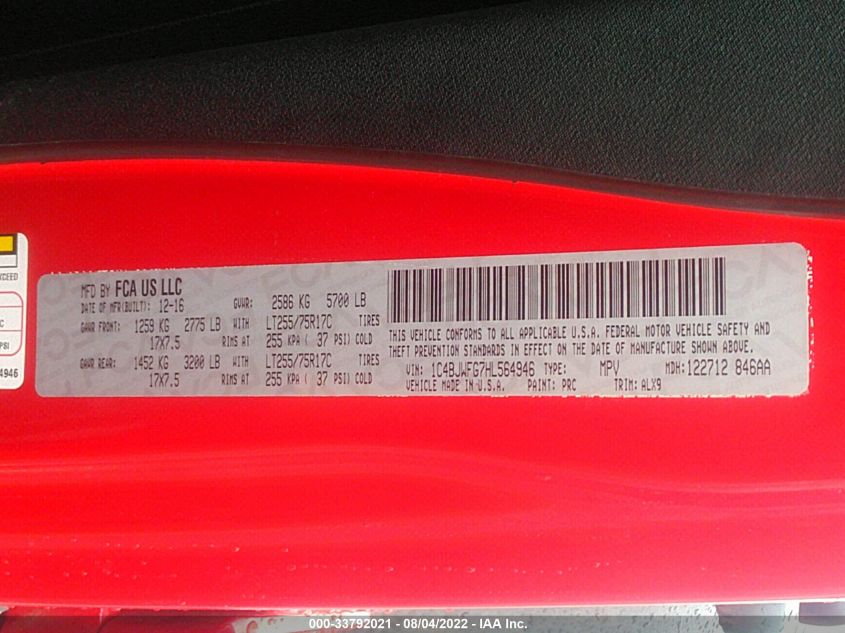 XCEED
C
PSI
4946
MFD BY FCA US LLC
DATE OF MFR(BUILT): 12-16 GVWR: 2586 KG 5700 LB
GAWR FRONT: 1259 KG 2775 LB WITH LT255/75R17C TIRES
17X7.5 RIMS AT 255 KPA ( 37 PSI) COLD
GAWR REAR: 1452 KG 3200 LB WITH LT255/75R17C TIRES
17X7.5 RIMS AT 255 KPA ( 37 PSI) COLD
THIS VEHICLE CONFORMS TO ALL APPLICABLE U.S.A. FEDERAL MOTOR VEHICLE SAFETY AND
THEFT PREVENTION STANDARDS IN EFFECT ON THE DATE OF MANUFACTURE SHOWN ABOVE.
VIN: 1C4BJWFG7HL564946 TYPE: MPV MDH: 122712 846AA
VEHICLE MADE IN U.S.A. PAINT: PRC TRIM: ALX9
000-33792021 - 08/04/2022 - IAA Inc.